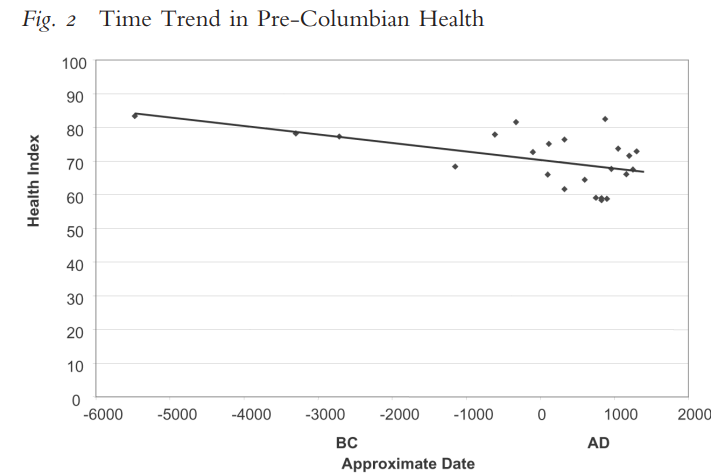 Fig. 2 Time Trend in Pre-Columbian Health
100
90
80
70
60
50
40
30
20
10
0
Health Index
-6000 -5000 -4000 -3000 -2000 -1000 0 1000 2000
BC AD
Approximate Date